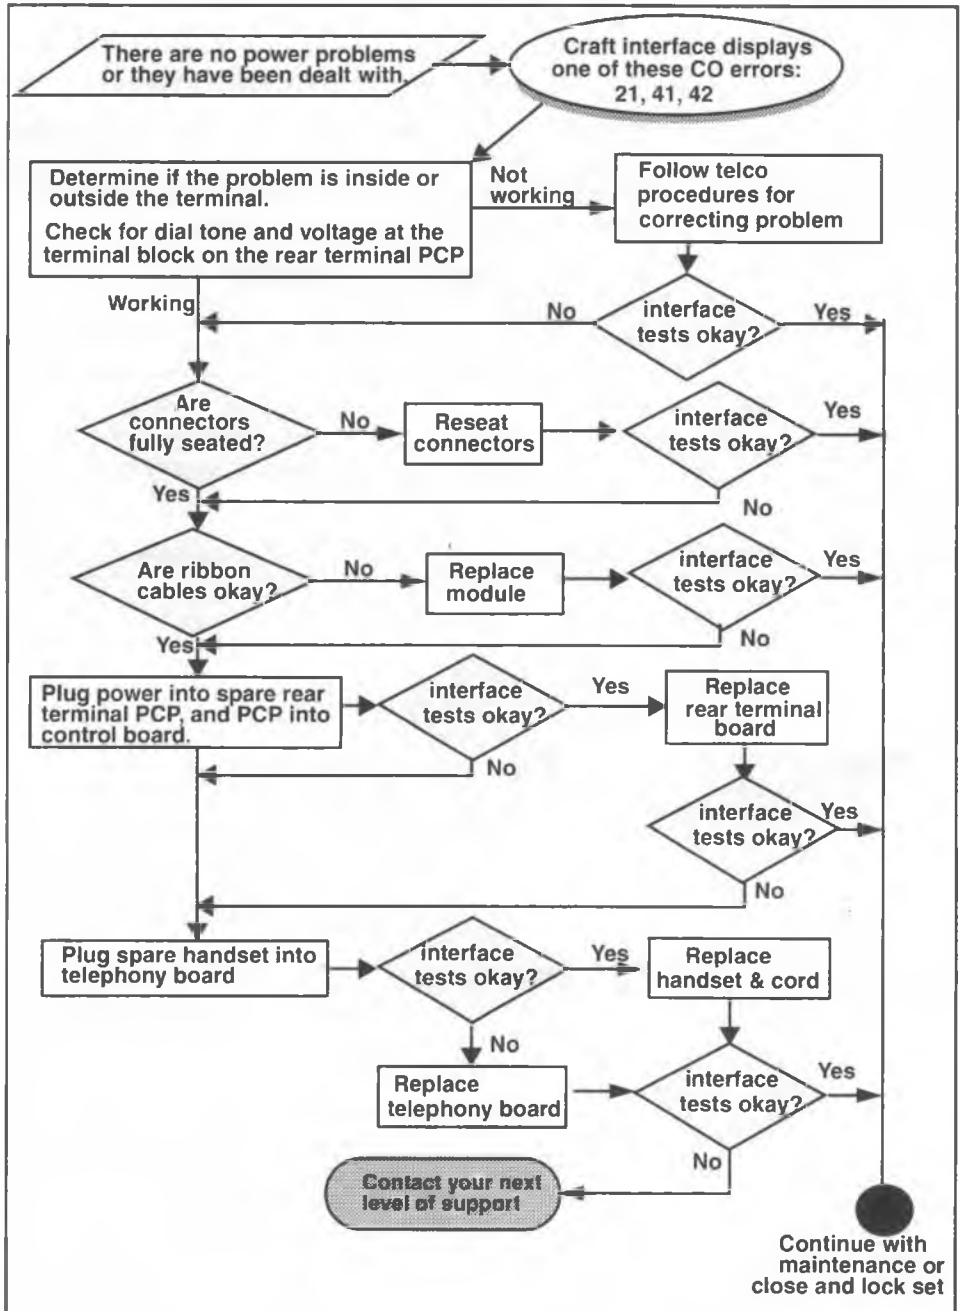 There are no power problems
or they have been dealt with.
Craft interface displays
one of these CO errors:
21, 41, 42
Determine if the problem is inside or
outside the terminal.
Check for dial tone and voltage at the
terminal block on the rear terminal PCP
Not
working
Follow telco
procedures for
correcting problem
Working
No
interface
tests okay?
Yes
Are
connectors
fully seated?
No
Reseat
connectors
interface
tests okay?
Yes
Yes
No
Are ribbon
cables okay?
No
Replace
module
interface
tests okay?
Yes
Yes
No
Plug power into spare rear
terminal PCP, and PCP into
control board.
interface
tests okay?
Yes
Replace
rear terminal
board
No
interface
tests okay?
Yes
No
Plug spare handset into
telephony board
interface
tests okay?
Yes
Replace
handset & cord
No
Replace
telephony board
interface
tests okay?
Yes
No
Contact your next
level of support
Continue with
maintenance or
close and lock set